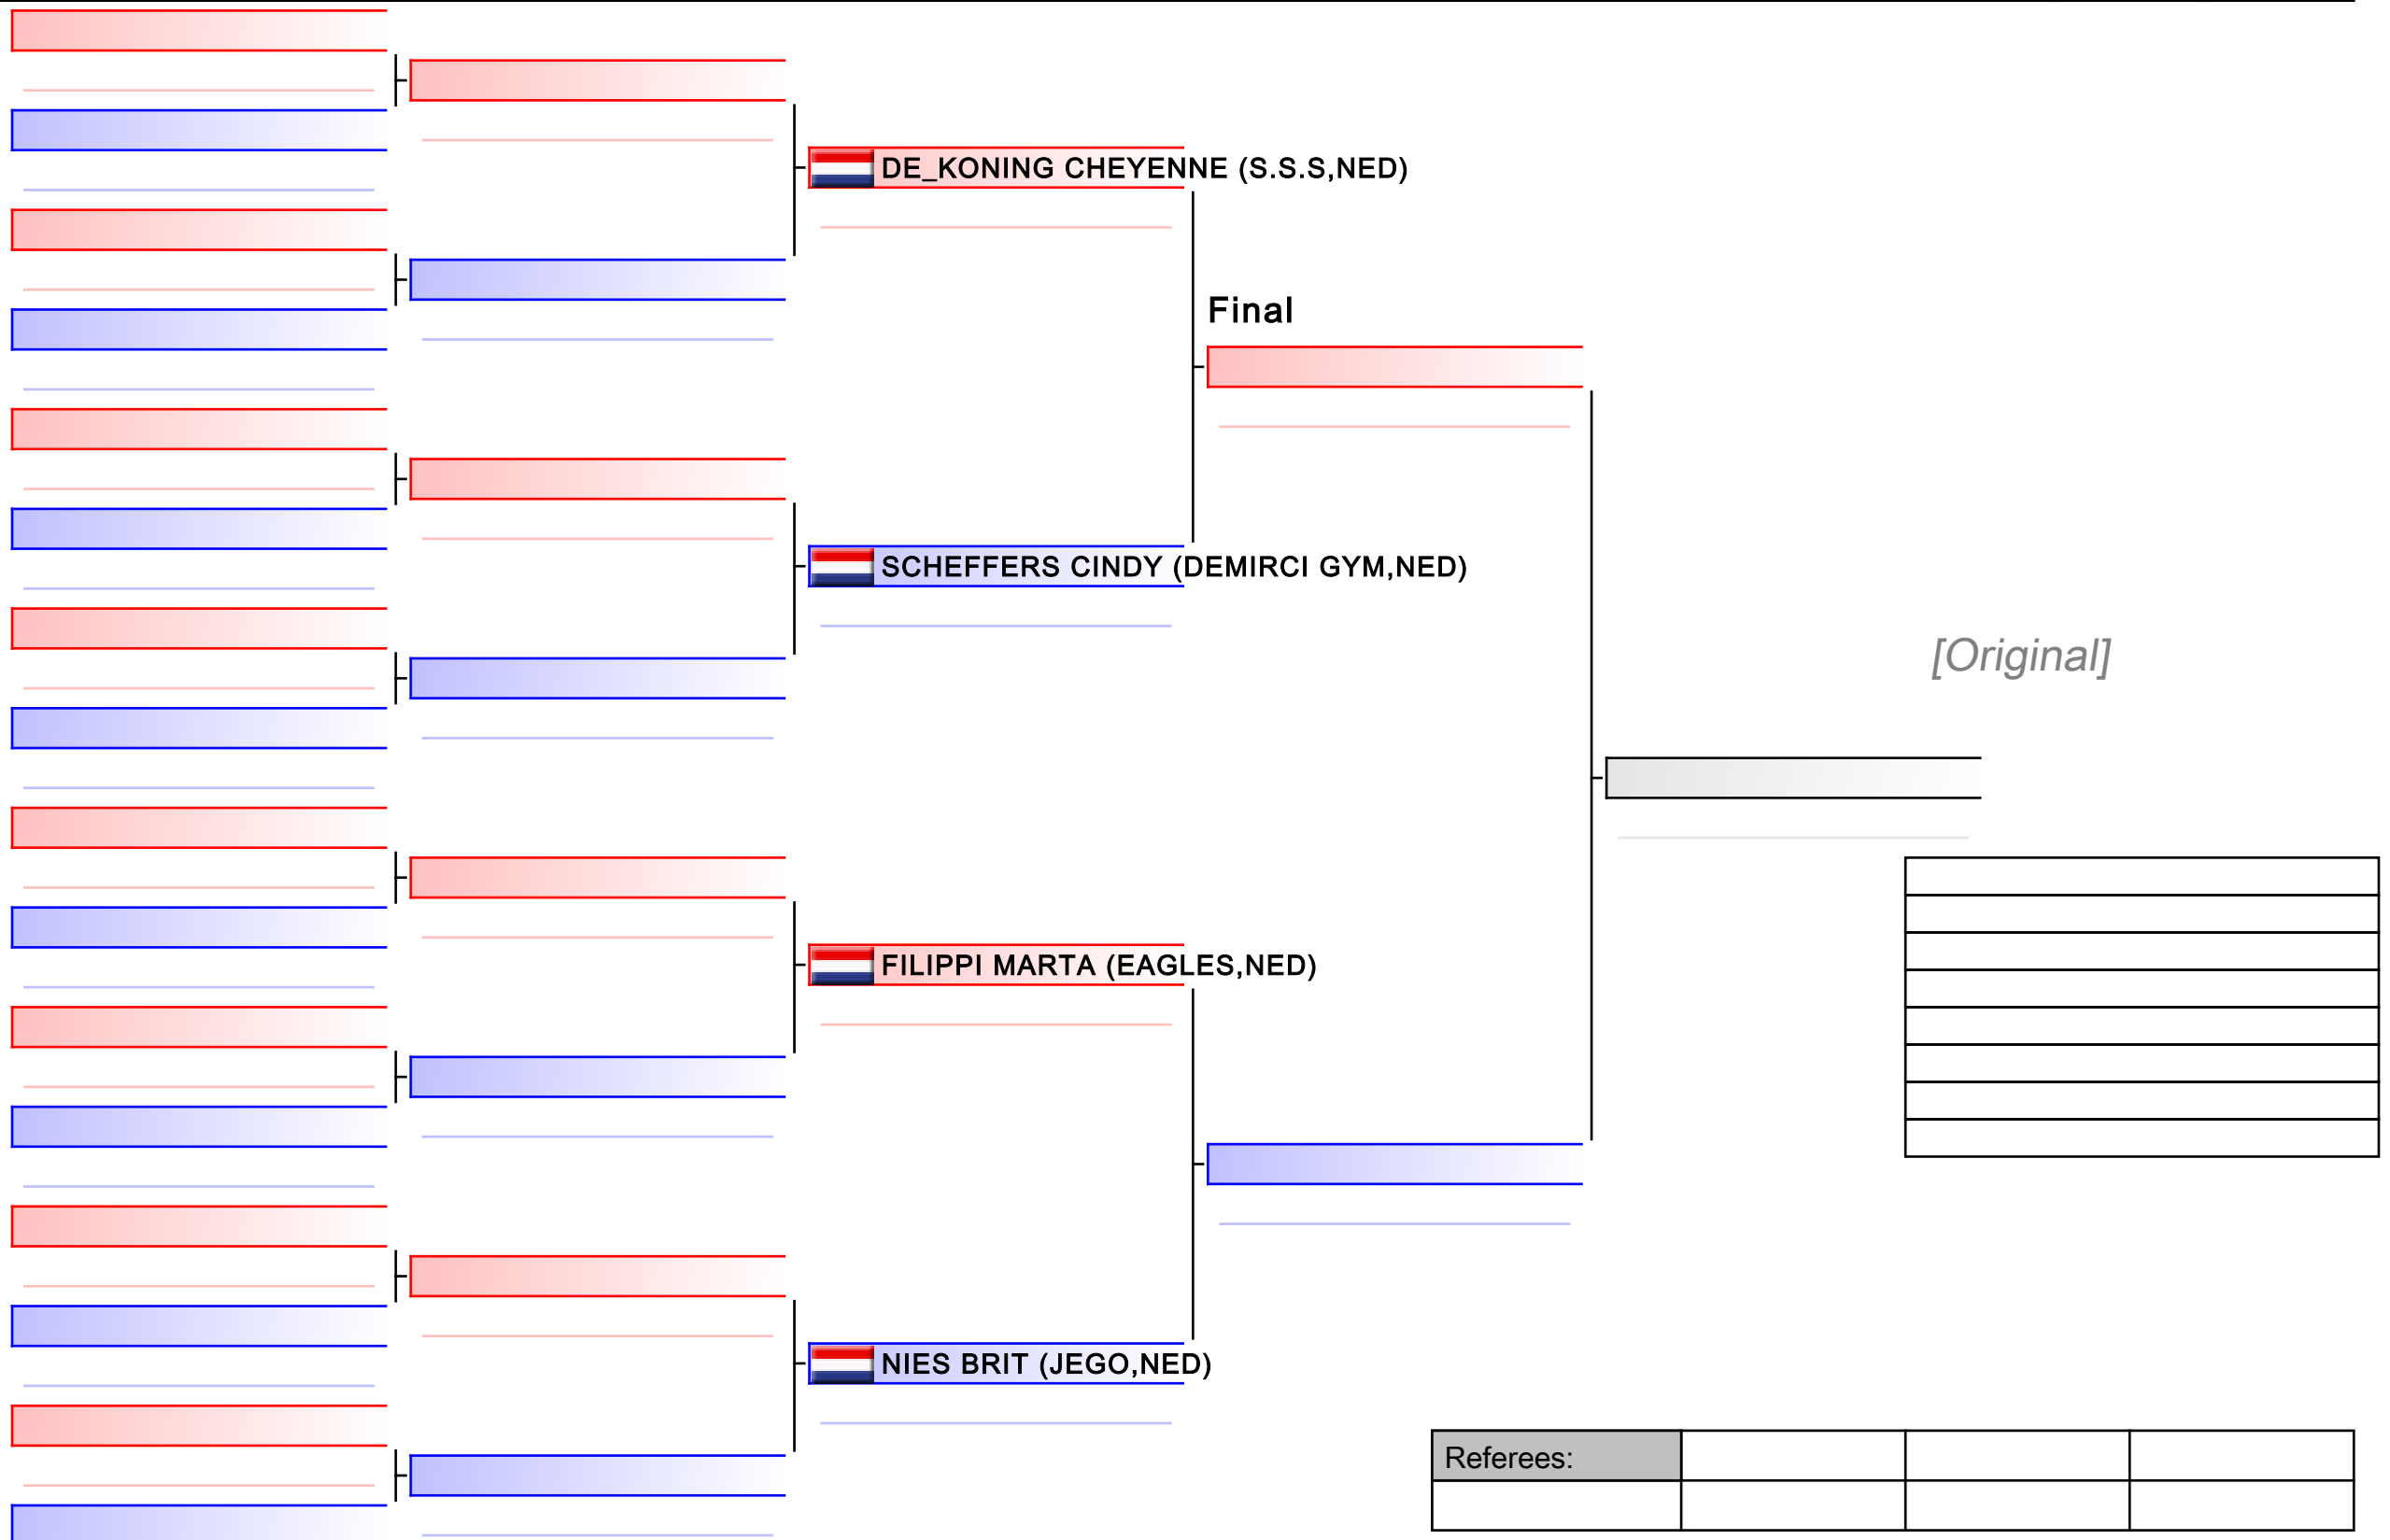 DE_KONING CHEYENNE (S.S.S,NED)
Final
SCHEFFERS CINDY (DEMIRCI GYM,NED)
[Original]
FILIPPI MARTA (EAGLES,NED)
NIES BRIT (JEGO,NED)
Referees: